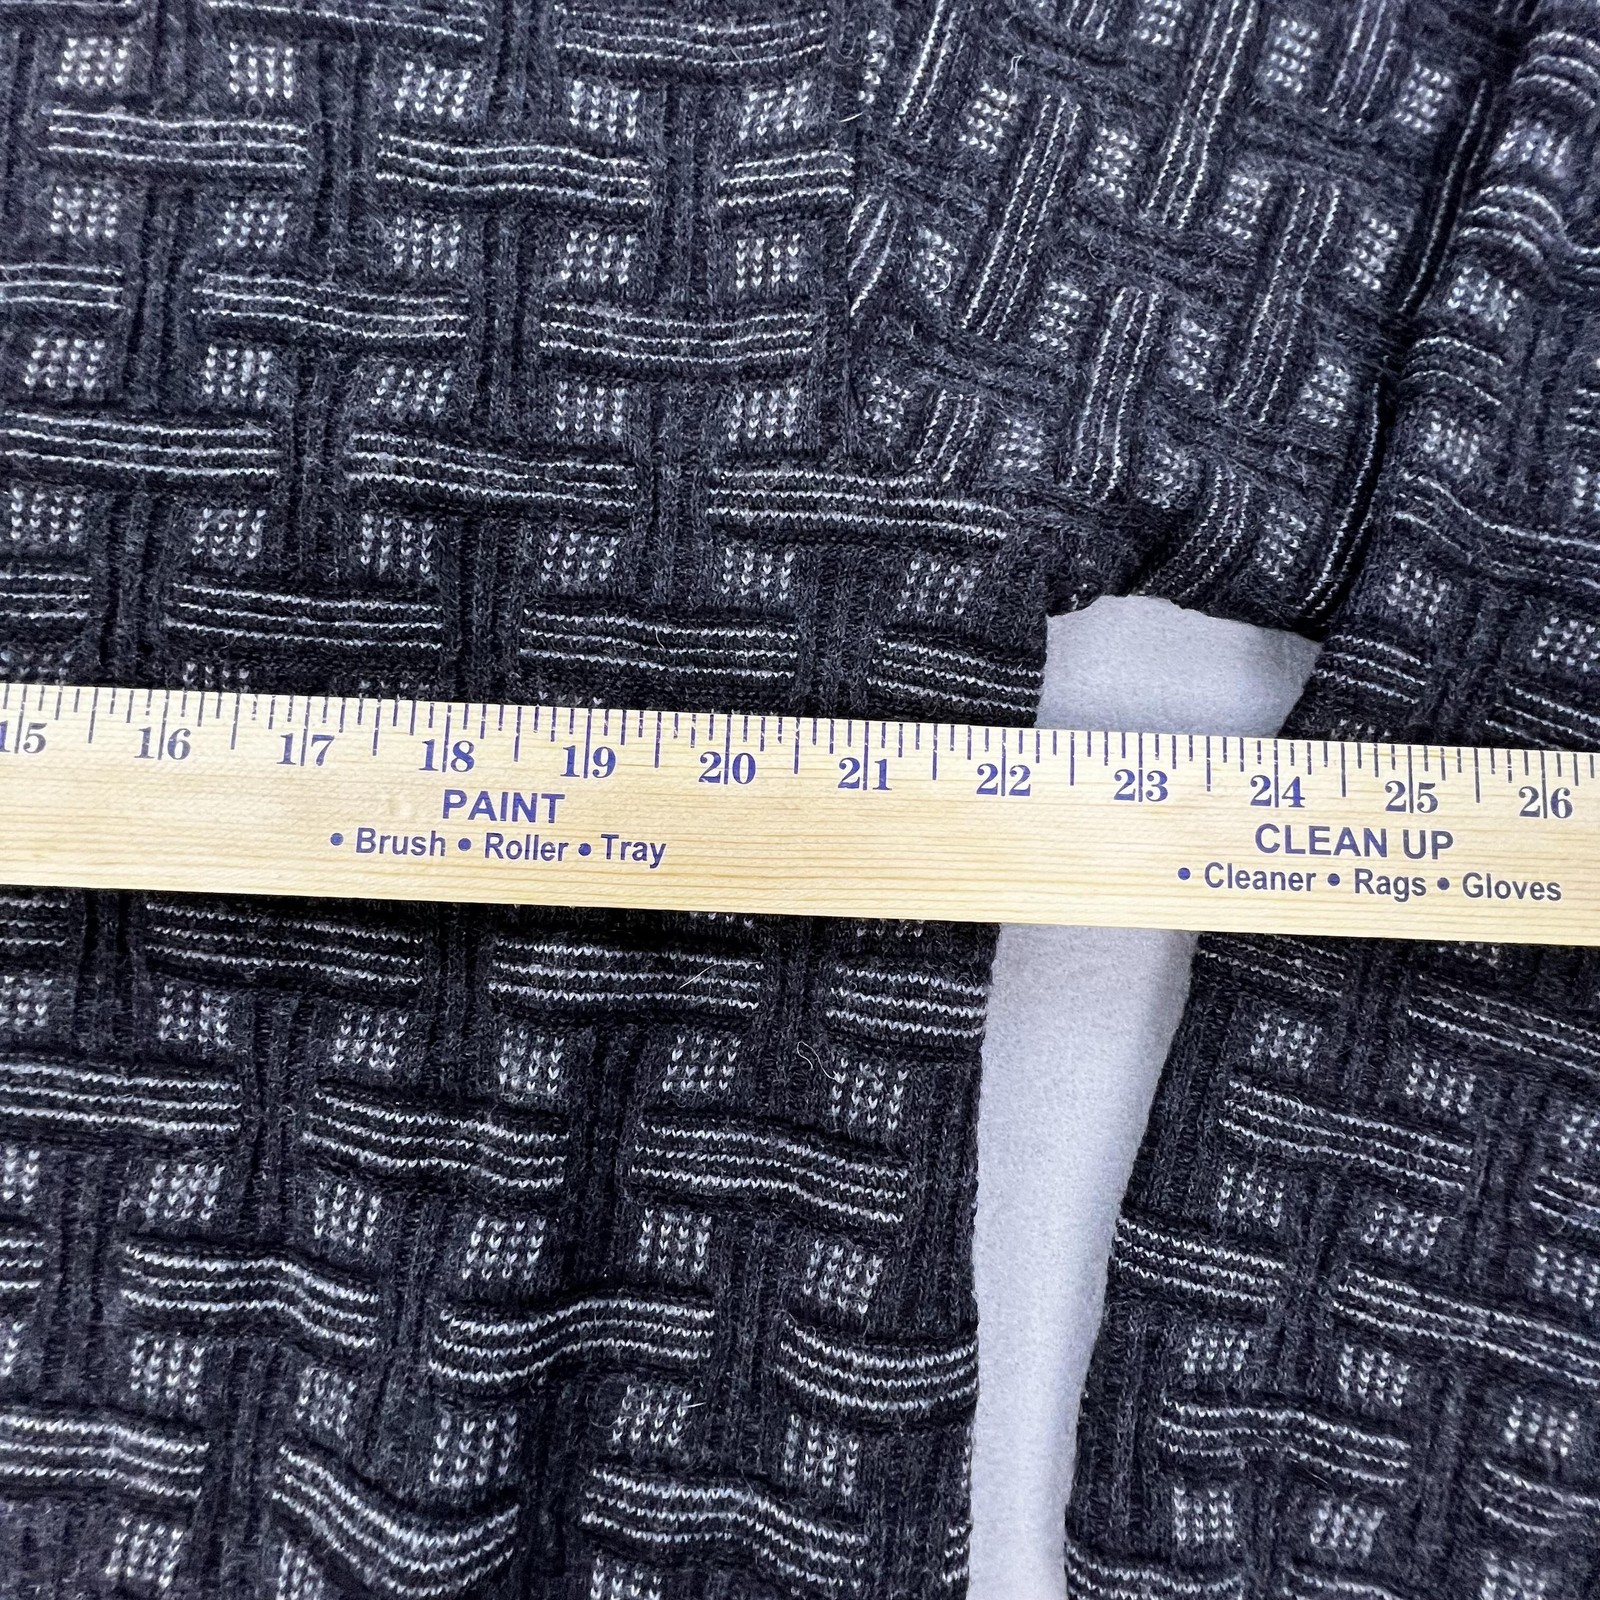 15 16 17 18 19 20 21 22 23 24 25 26
PAINT
• Brush • Roller • Tray
CLEAN UP
• Cleaner • Rags • Gloves